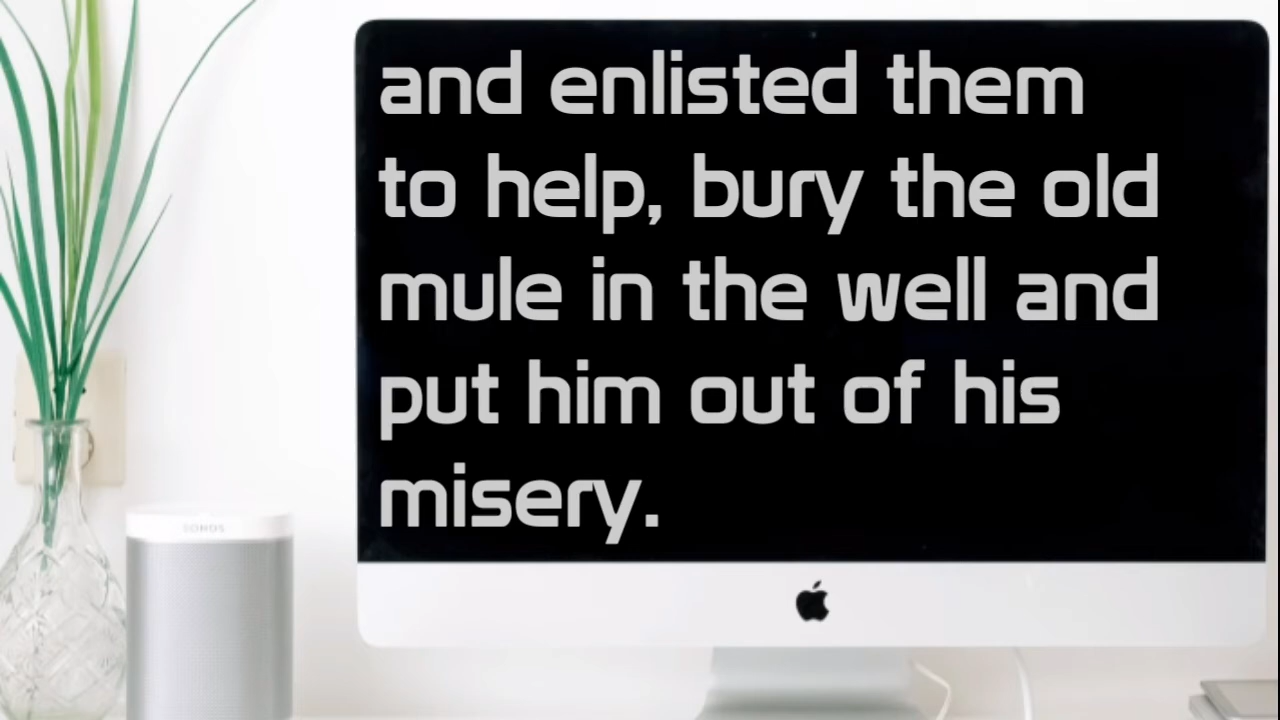 and enlisted them
to help, bury the old
mule in the well and
put him out of his
misery.
SONOS